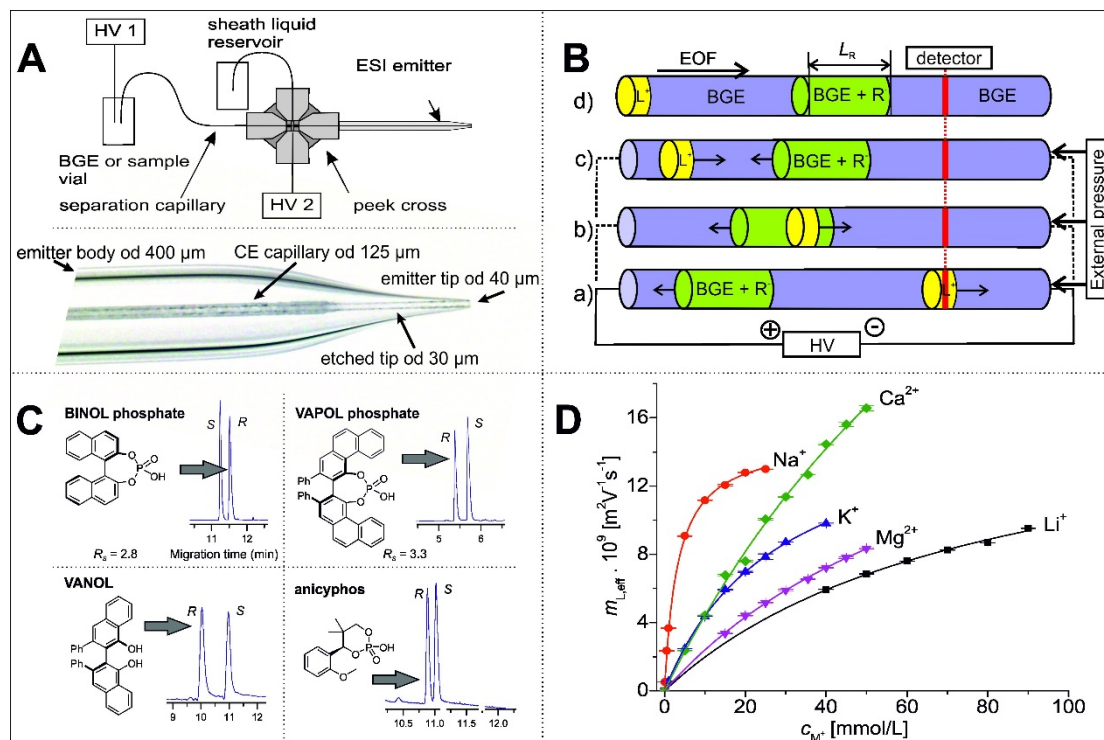 A
HV 1
sheath liquid
reservoir
ESI emitter
BGE or sample
vial
separation capillary
HV 2
peek cross
emitter body od 400 µm
CE capillary od 125 µm
emitter tip od 40 µm
etched tip od 30 µm
B
EOF
L_R
detector
d)
L⁺
BGE
BGE + R
BGE
c)
L⁺
BGE + R⁻
b)
a)
BGE + R⁻
L⁺
External pressure
+
HV
−
C
BINOL phosphate
S
R
O
O
P
O
OH
11
12
R_s = 2.8
Migration time (min)
VAPOL phosphate
R
S
Ph
Ph
O
O
P
O
OH
5
6
R_s = 3.3
VANOL
R
S
Ph
Ph
OH
OH
9
10
11
12
anicyphos
R
S
O
O
P
O
OH
O
10.5
11.0
12.0
D
m_L,eff · 10⁹ [m²V⁻¹s⁻¹]
16
12
8
4
0
Ca²⁺
Na⁺
K⁺
Mg²⁺
Li⁺
0
20
40
60
80
100
c_M⁺ [mmol/L]